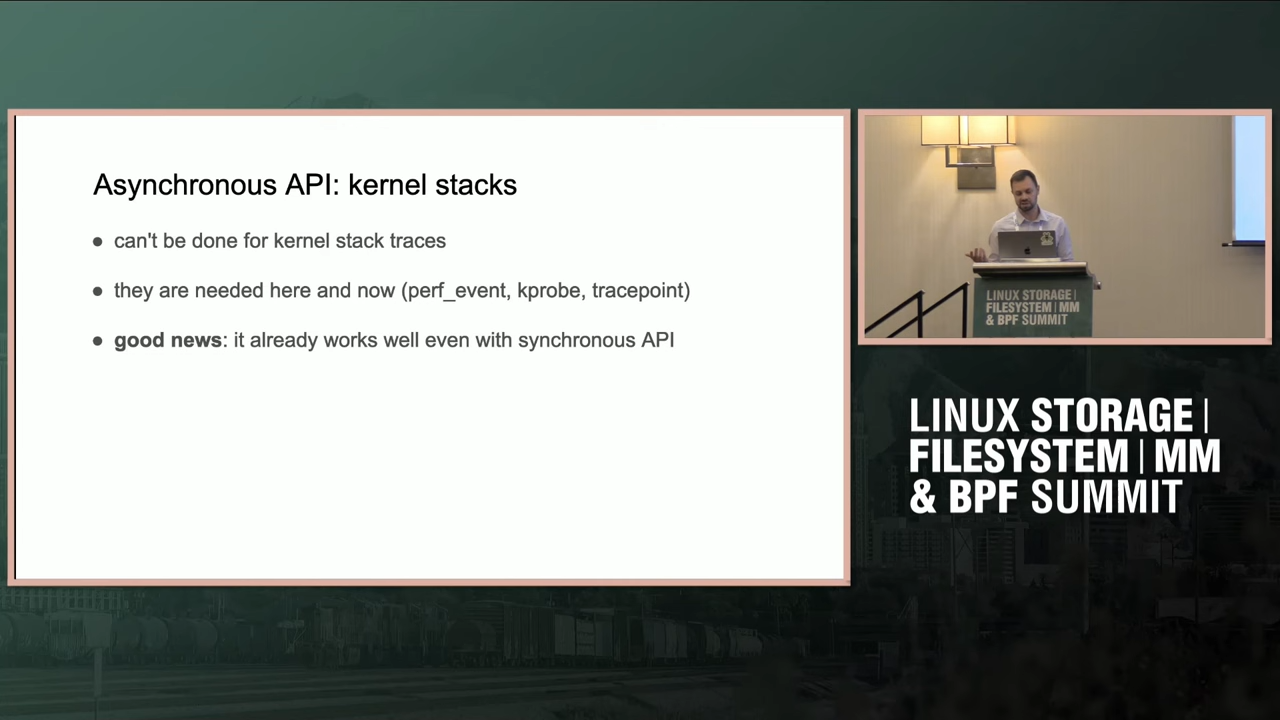 Asynchronous API: kernel stacks
● can't be done for kernel stack traces
● they are needed here and now (perf_event, kprobe, tracepoint)
● good news: it already works well even with synchronous API
LINUX STORAGE|
FILESYSTEM|MM
& BPF SUMMIT
LINUX STORAGE|
FILESYSTEM|MM
& BPF SUMMIT